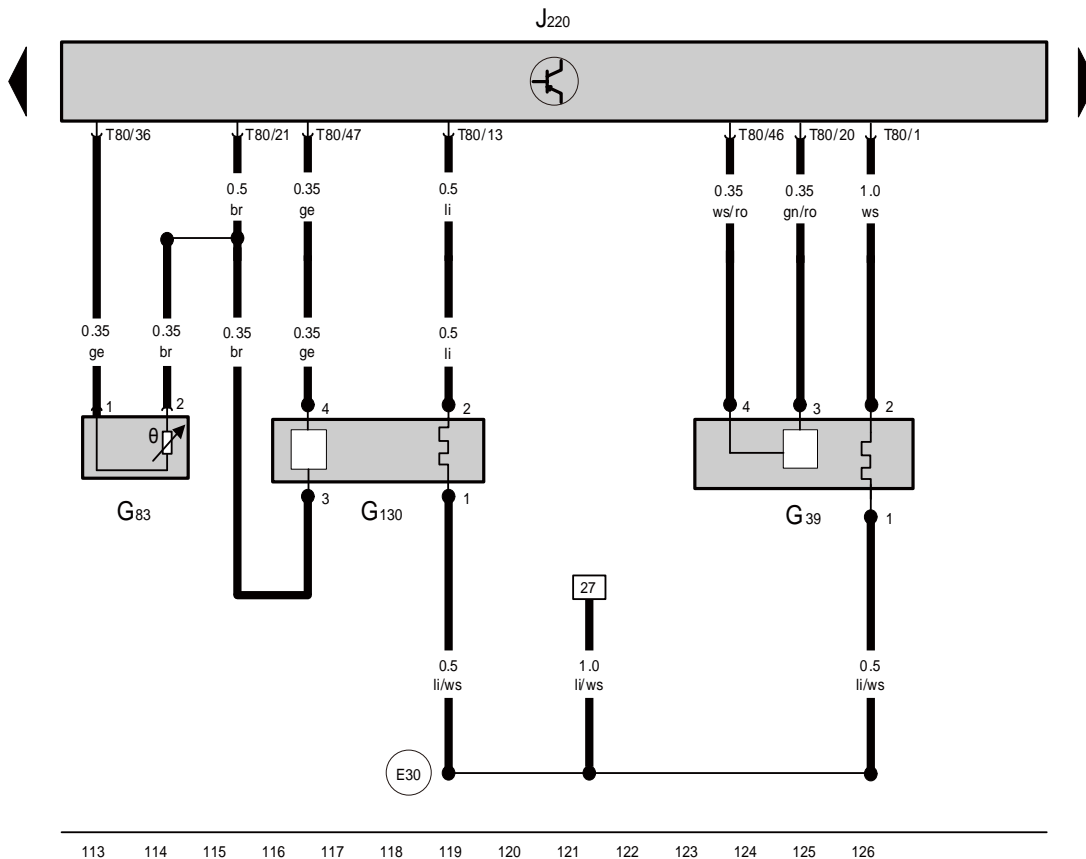 J220
T80/36 T80/21 T80/47 T80/13 T80/46 T80/20 T80/1
0.5 0.35 0.5 0.35 0.35 1.0
br ge li ws/ro gn/ro ws
0.35 0.35 0.35 0.35 0.5
ge br br ge li
1 2 4 2 4 3 2
θ
G83 3 G130 1 G39 1
27
0.5 1.0 0.5
li/ws li/ws li/ws
E30
113 114 115 116 117 118 119 120 121 122 123 124 125 126